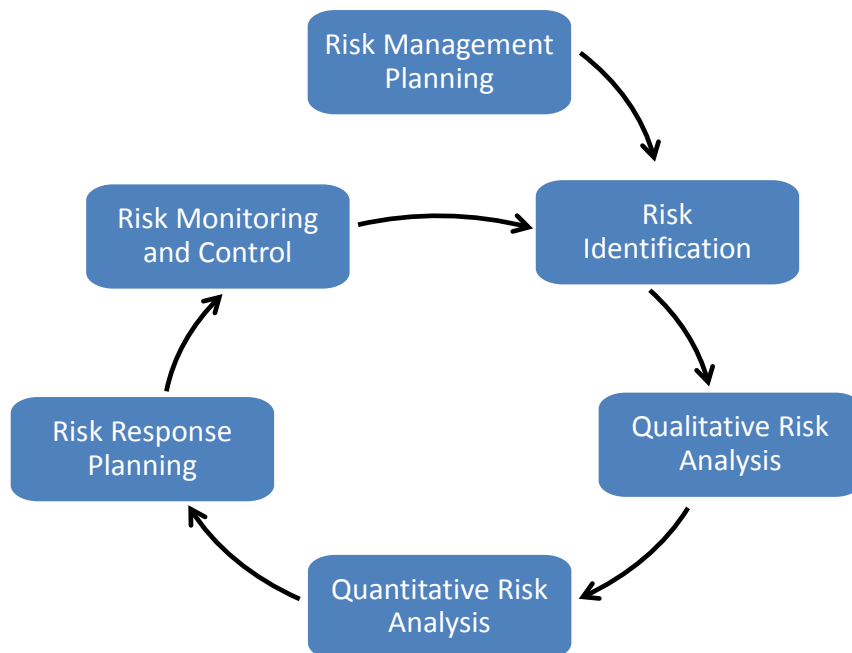 Risk Management
Planning
Risk
Identification
Qualitative Risk
Analysis
Quantitative Risk
Analysis
Risk Response
Planning
Risk Monitoring
and Control